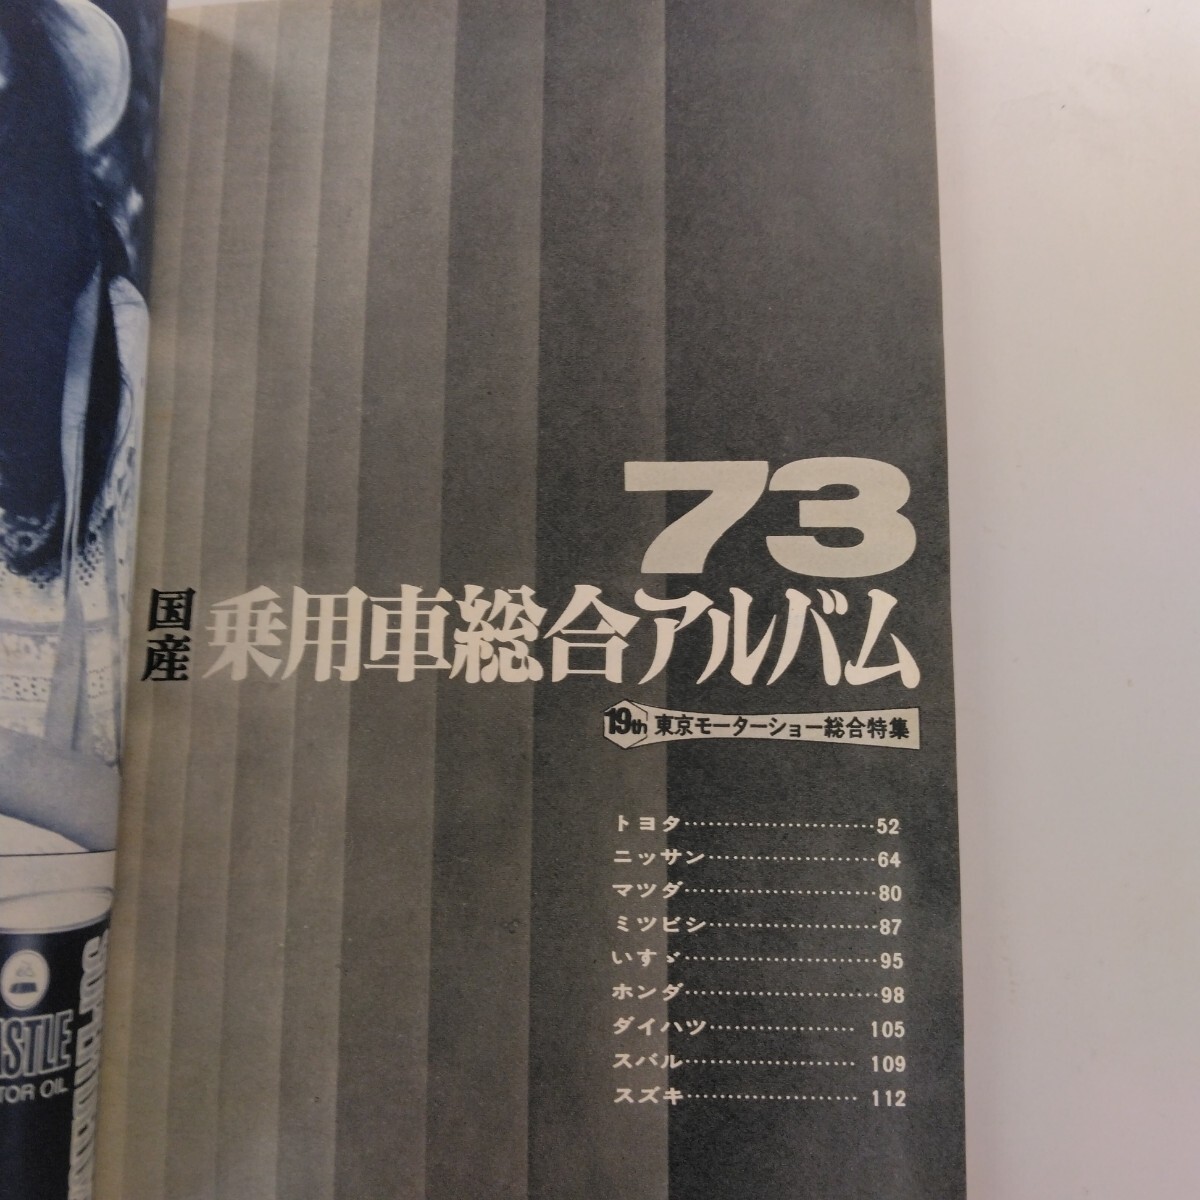 73
国産 乗用車総合アルバム
19th 東京モーターショー総合特集
トヨタ……………………52
ニッサン…………………64
マツダ……………………80
ミツビシ…………………87
いすゞ……………………95
ホンダ……………………98
ダイハツ……………… 105
スバル………………… 109
スズキ………………… 112
STLE
TOR OIL